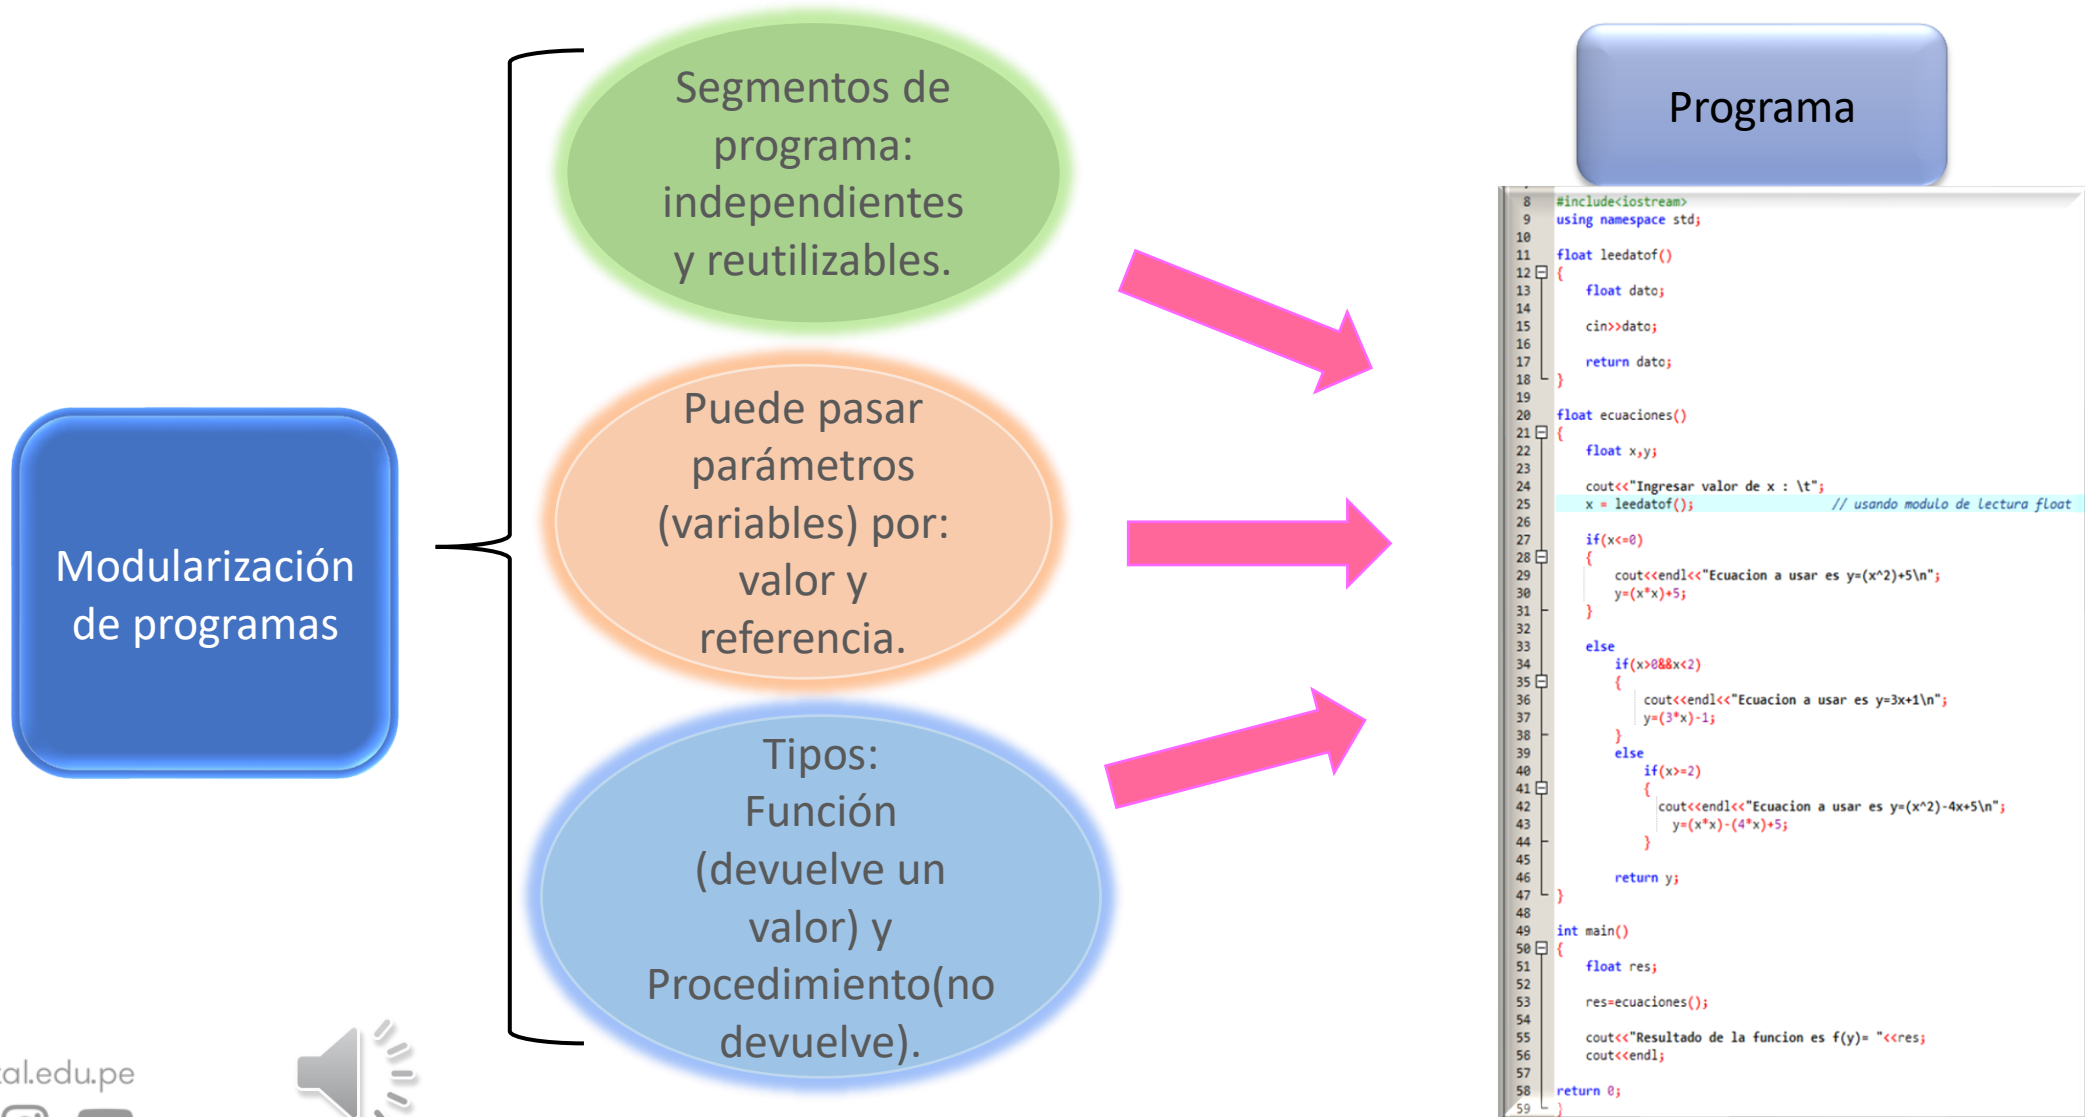 Modularización
de programas
Segmentos de
programa:
independientes
y reutilizables.
Puede pasar
parámetros
(variables) por:
valor y
referencia.
Tipos:
Función
(devuelve un
valor) y
Procedimiento(no
devuelve).
Programa
8 #include<iostream>
9 using namespace std;
10
11 float leedatof()
12 {
13 float dato;
14
15 cin>>dato;
16
17 return dato;
18 }
19
20 float ecuaciones()
21 {
22 float x,y;
23
24 cout<<"Ingresar valor de x : \t";
25 x = leedatof(); // usando modulo de lectura float
26
27 if(x<=0)
28 {
29 cout<<endl<<"Ecuacion a usar es y=(x^2)+5\n";
30 y=(x*x)+5;
31 }
32
33 else
34 if(x>0&&x<2)
35 {
36 cout<<endl<<"Ecuacion a usar es y=3x+1\n";
37 y=(3*x)-1;
38 }
39 else
40 if(x>=2)
41 {
42 cout<<endl<<"Ecuacion a usar es y=(x^2)-4x+5\n";
43 y=(x*x)-(4*x)+5;
44 }
45
46 return y;
47 }
48
49 int main()
50 {
51 float res;
52
53 res=ecuaciones();
54
55 cout<<"Resultado de la funcion es f(y)= "<<res;
56 cout<<endl;
57
58 return 0;
59 }
al.edu.pe